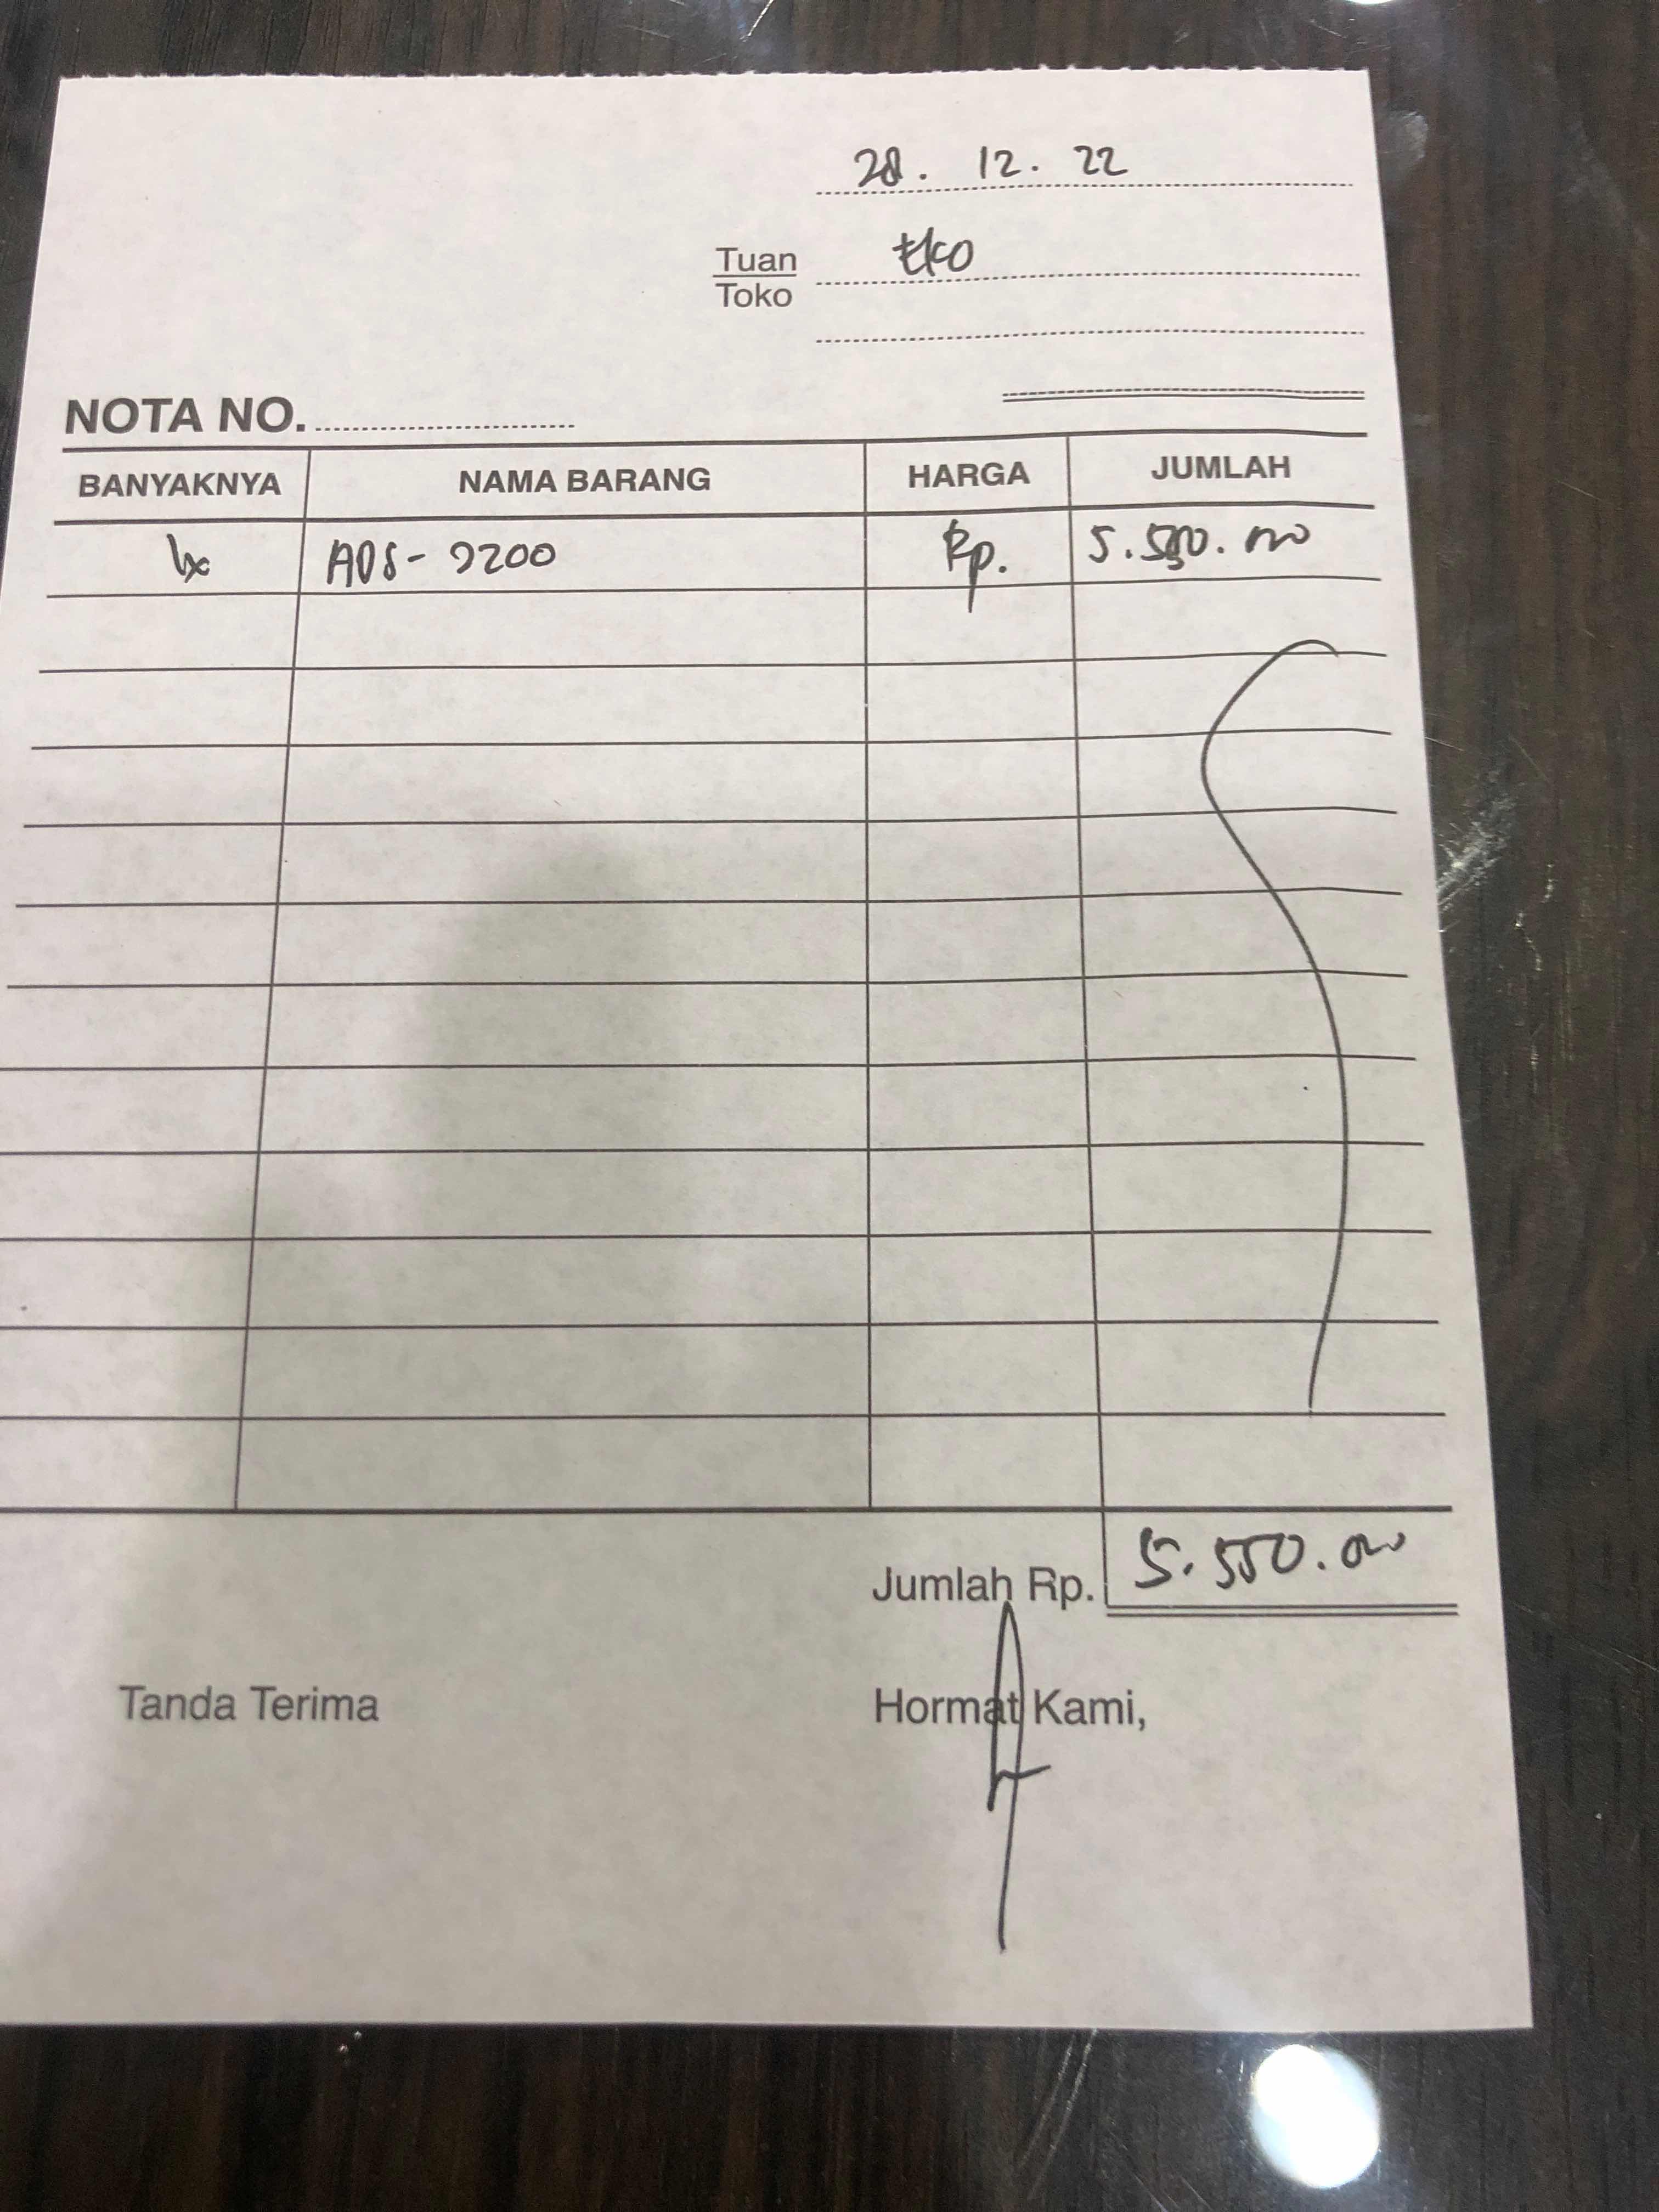 28. 12. 22
Tuan Eko
Toko
NOTA NO.
BANYAKNYA NAMA BARANG HARGA JUMLAH
1x ADS-2200 Rp. 5.550.000
Jumlah Rp. 5.550.000
Tanda Terima Hormat Kami,